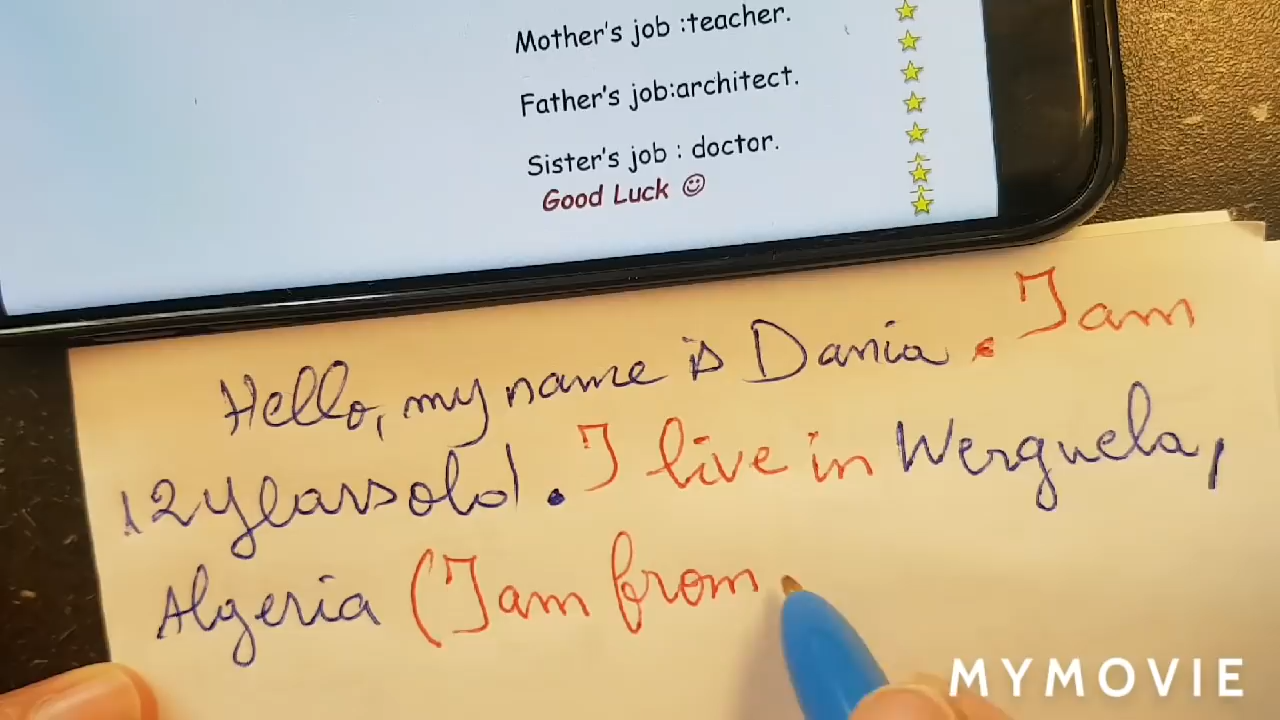 Mother's job :teacher.
Father's job:architect.
Sister's job : doctor.
Good Luck ☺
Hello, my name is Dania . I am
12 years old . I live in Werguela,
Algeria ( I am from
MYMOVIE